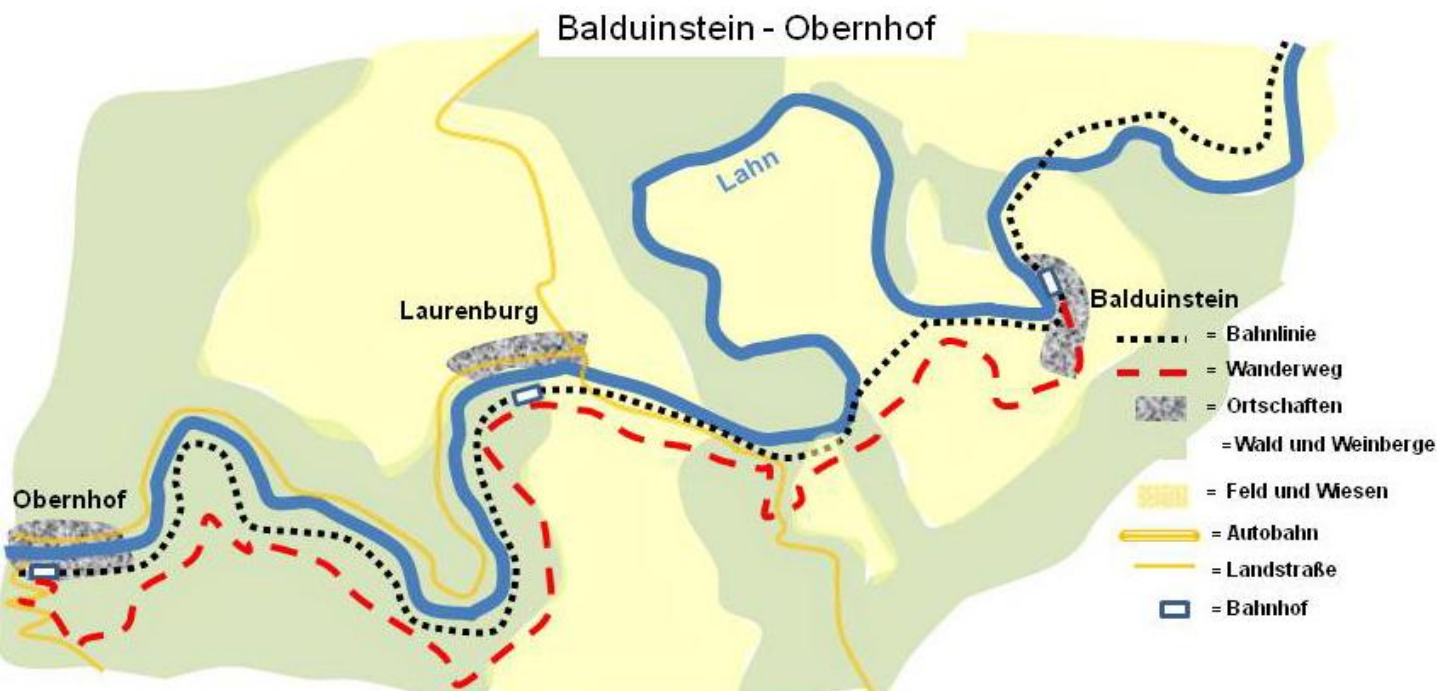 Balduinstein - Obernhof
Lahn
Laurenburg
Balduinstein
= Bahnlinie
= Wanderweg
= Ortschaften
=Wald und Weinberge
Obernhof
= Feld und Wiesen
= Autobahn
= Landstraße
= Bahnhof